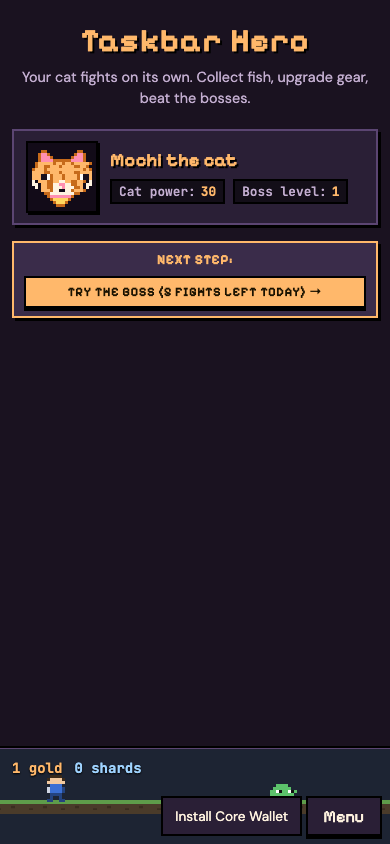 Taskbar Hero
Your cat fights on its own. Collect fish, upgrade gear,
beat the bosses.
Mochi the cat
Cat power: 30
Boss level: 1
NEXT STEP:
TRY THE BOSS (5 FIGHTS LEFT TODAY) →
1 gold 0 shards
Install Core Wallet
Menu